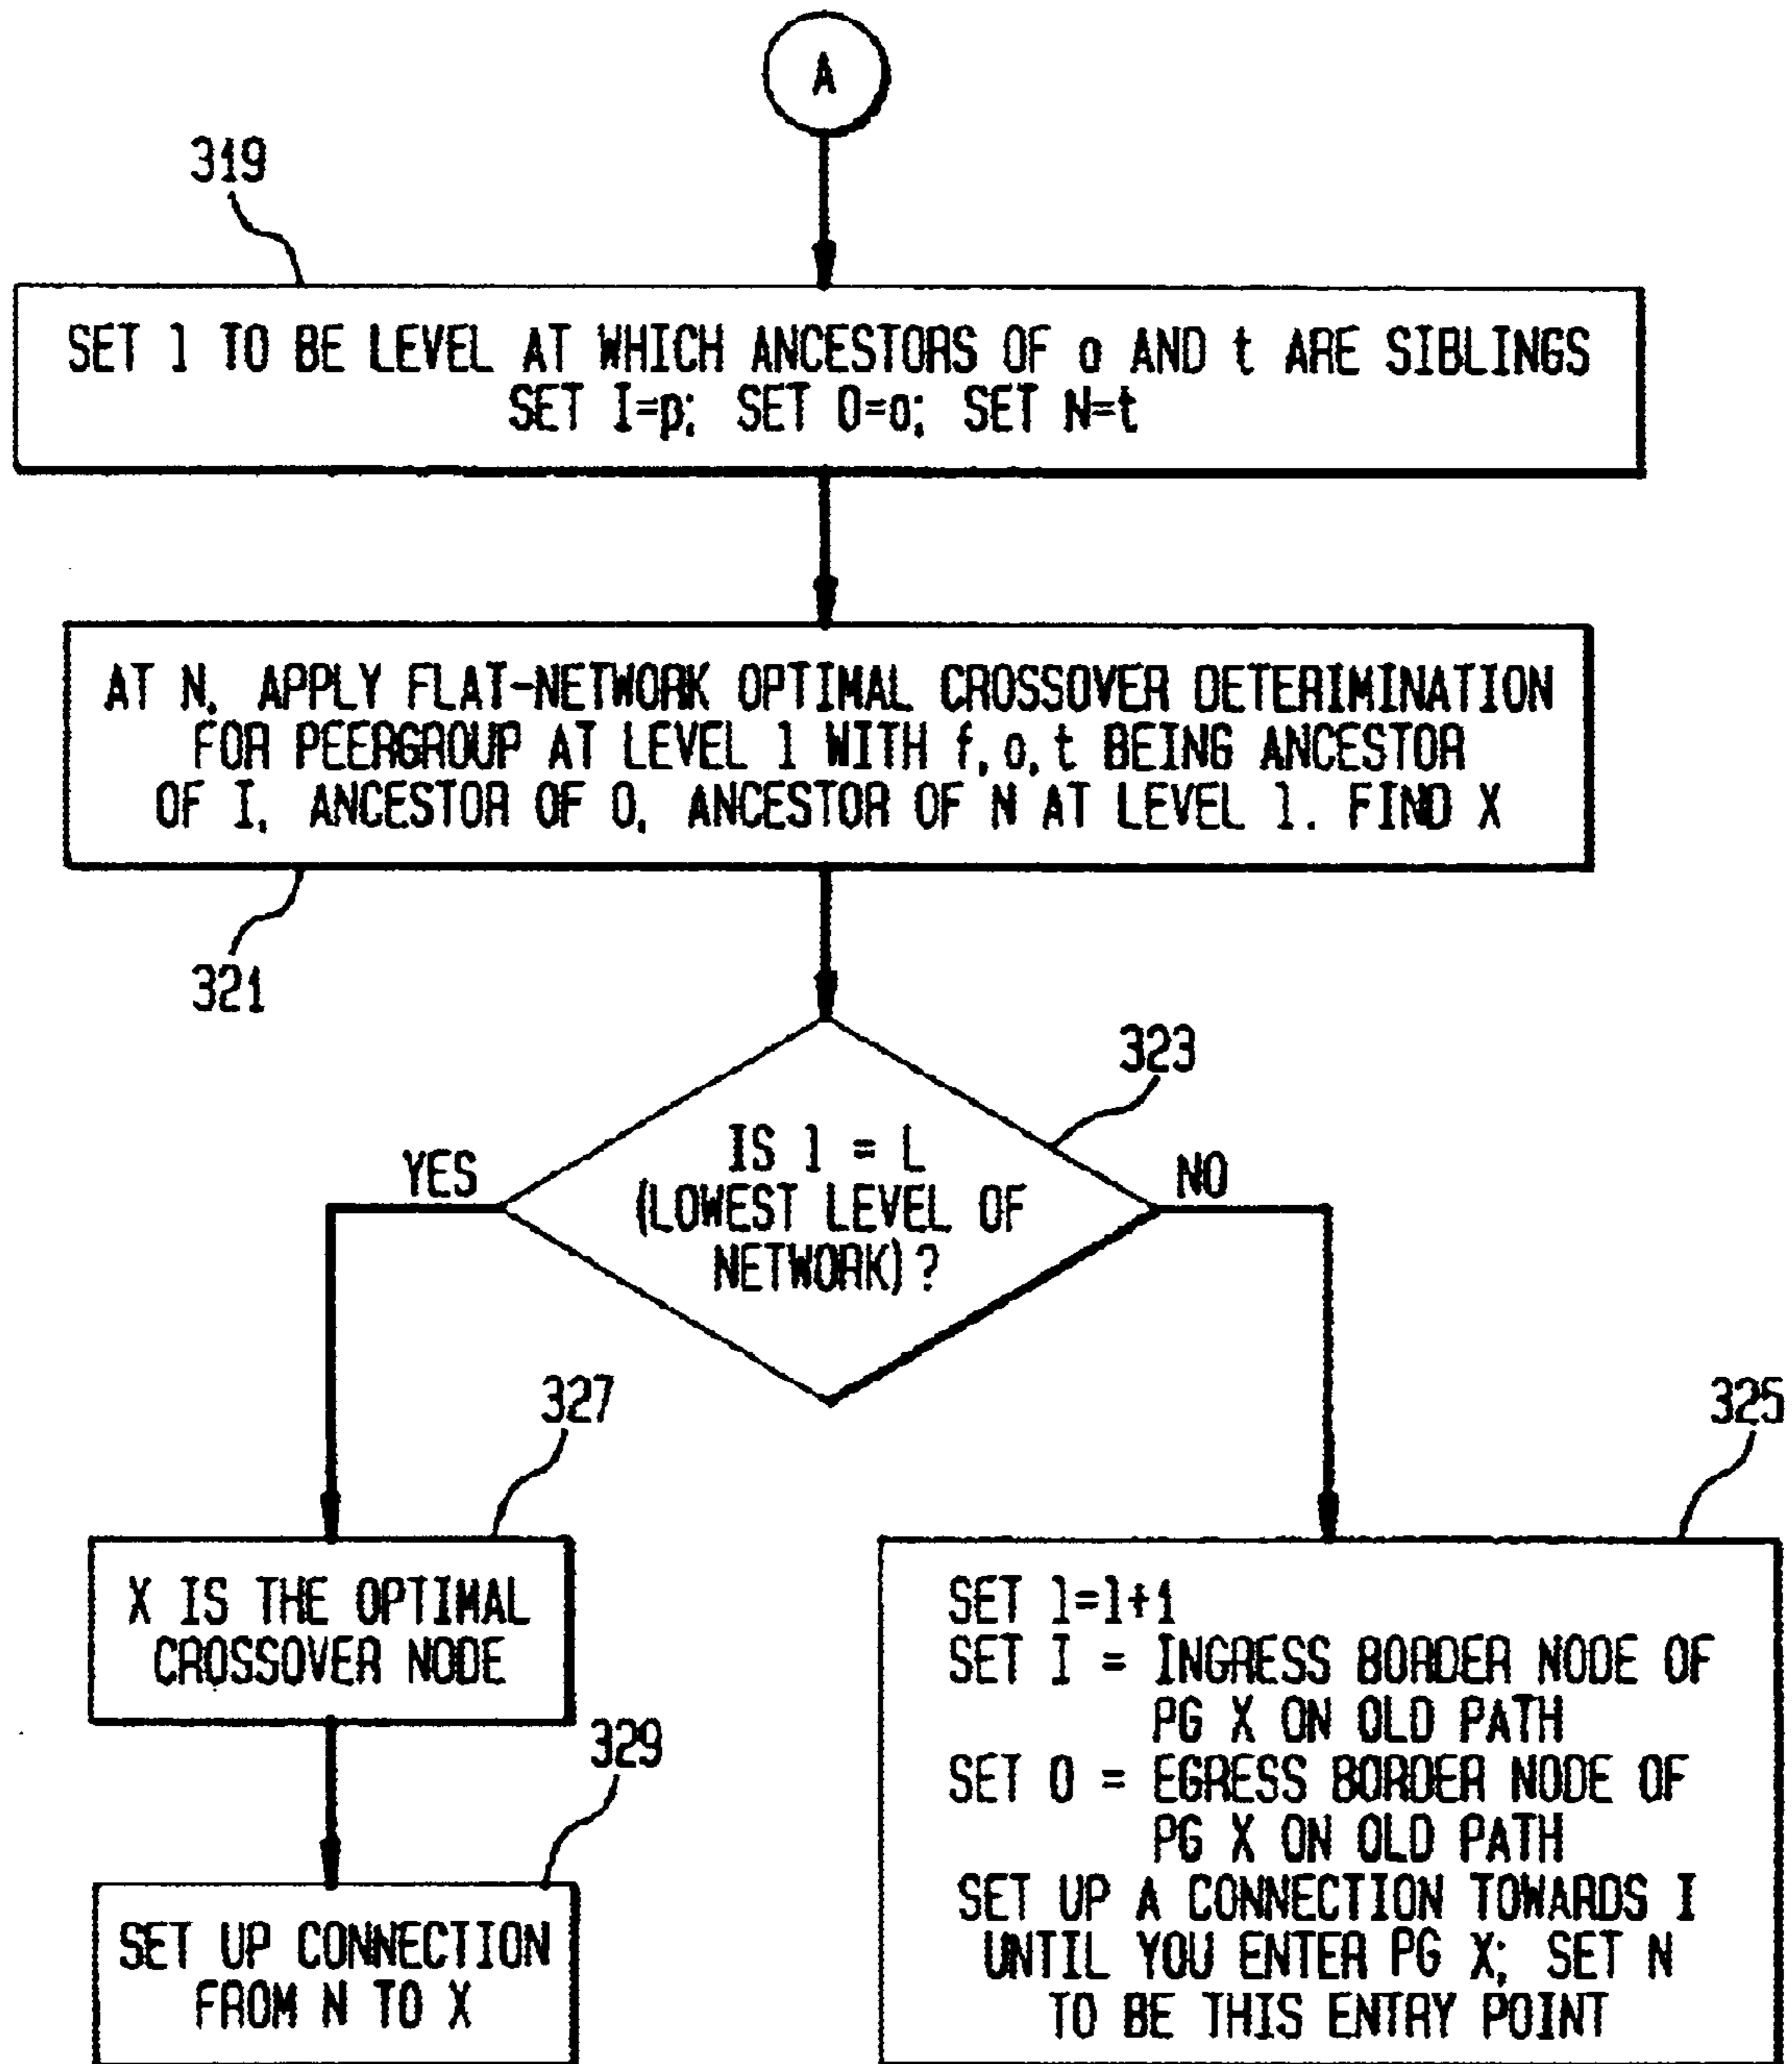 A
319
SET l TO BE LEVEL AT WHICH ANCESTORS OF o AND t ARE SIBLINGS
SET I=p; SET O=o; SET N=t
AT N, APPLY FLAT-NETWORK OPTIMAL CROSSOVER DETERIMINATION
FOR PEERGROUP AT LEVEL l WITH f,o,t BEING ANCESTOR
OF I, ANCESTOR OF O, ANCESTOR OF N AT LEVEL l. FIND X
321
323
IS l = L
(LOWEST LEVEL OF
NETWORK)?
YES
NO
327
X IS THE OPTIMAL
CROSSOVER NODE
329
SET UP CONNECTION
FROM N TO X
325
SET l=l+1
SET I = INGRESS BORDER NODE OF
PG X ON OLD PATH
SET O = EGRESS BORDER NODE OF
PG X ON OLD PATH
SET UP A CONNECTION TOWARDS I
UNTIL YOU ENTER PG X; SET N
TO BE THIS ENTRY POINT